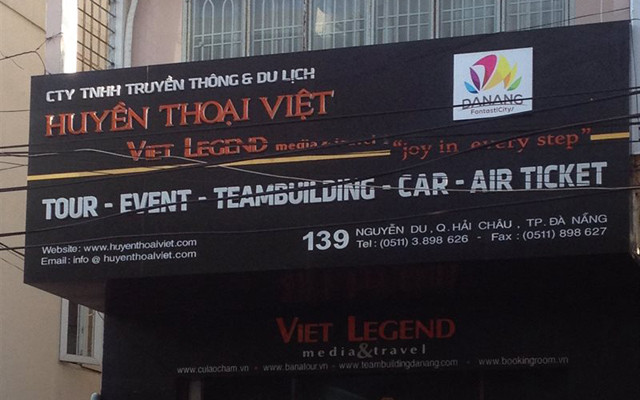 CTY TNHH TRUYỀN THÔNG & DU LỊCH
HUYỀN THOẠI VIỆT
VIET LEGEND media & travel "joy in every step"
DANANG
FantastiCity!
TOUR - EVENT - TEAMBUILDING - CAR - AIR TICKET
Website: www.huyenthoaiviet.com
Email: info @ huyenthoaiviet.com
139 NGUYỄN DU, Q. HẢI CHÂU, TP. ĐÀ NẴNG
Tel: (0511) 3.898 626 - Fax: (0511) 898 627
VIET LEGEND
media&travel
www.culaocham.vn - www.banatour.vn - www.teambuildingdanang.com - www.bookingroom.vn